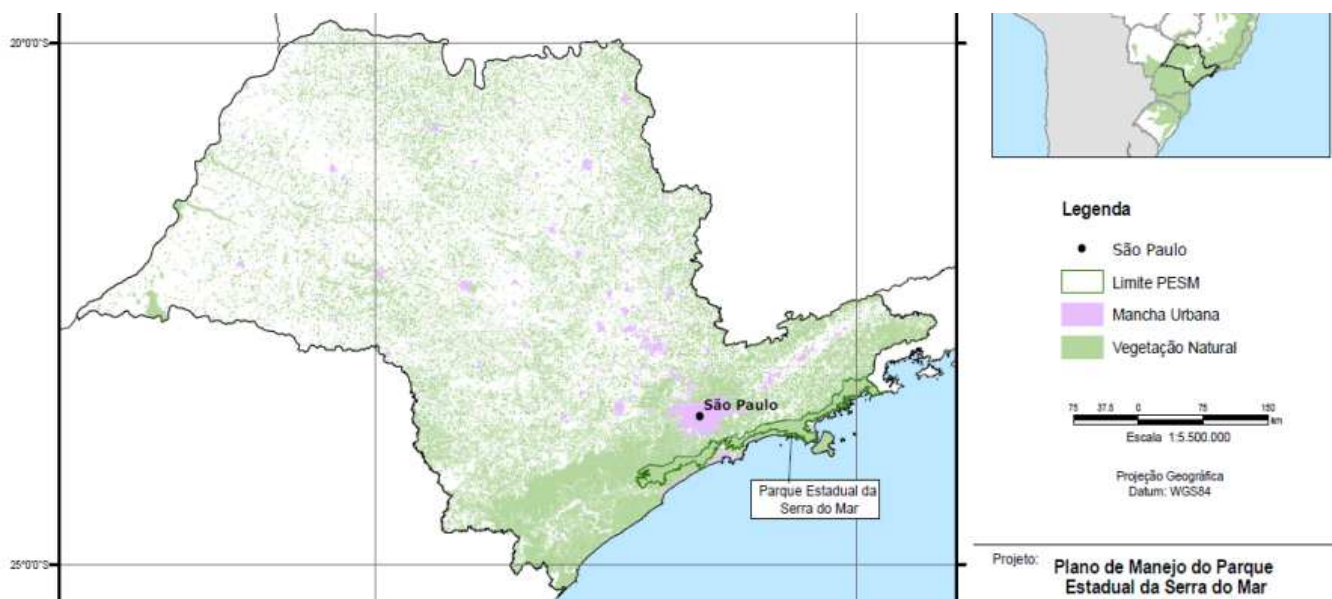 20°0'0"S
25°0'0"S
São Paulo
Parque Estadual da
Serra do Mar
Legenda
São Paulo
Limite PESM
Mancha Urbana
Vegetação Natural
75 37.5 0 75 150
km
Escala 1:5.500.000
Projeção Geográfica
Datum: WGS84
Projeto: Plano de Manejo do Parque
Estadual da Serra do Mar